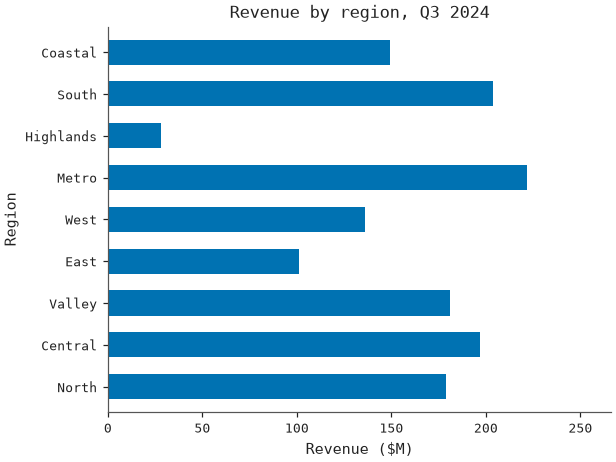 Revenue by region, Q3 2024
Coastal
South
Highlands
Metro
West
East
Valley
Central
North
Region
0 50 100 150 200 250
Revenue ($M)